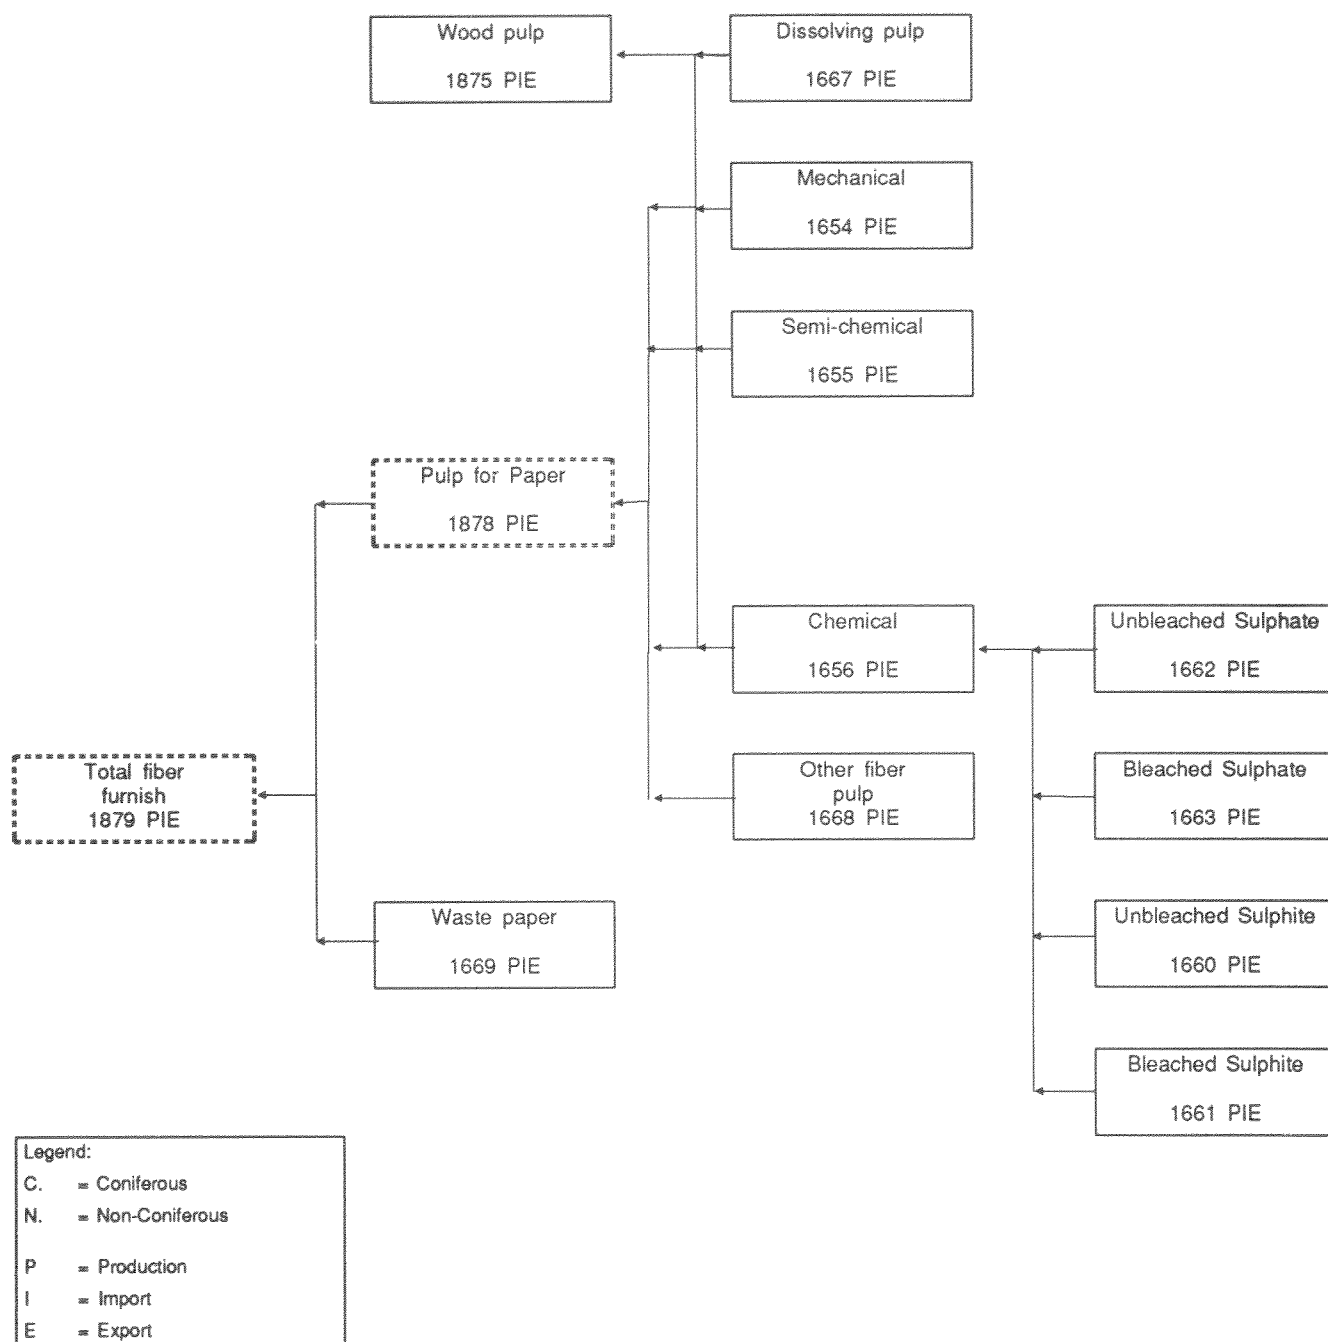 Wood pulp
1875 PIE
Dissolving pulp
1667 PIE
Mechanical
1654 PIE
Semi-chemical
1655 PIE
Pulp for Paper
1878 PIE
Chemical
1656 PIE
Unbleached Sulphate
1662 PIE
Total fiber
furnish
1879 PIE
Other fiber
pulp
1668 PIE
Bleached Sulphate
1663 PIE
Waste paper
1669 PIE
Unbleached Sulphite
1660 PIE
Bleached Sulphite
1661 PIE
Legend:
C. = Coniferous
N. = Non-Coniferous
P = Production
I = Import
E = Export